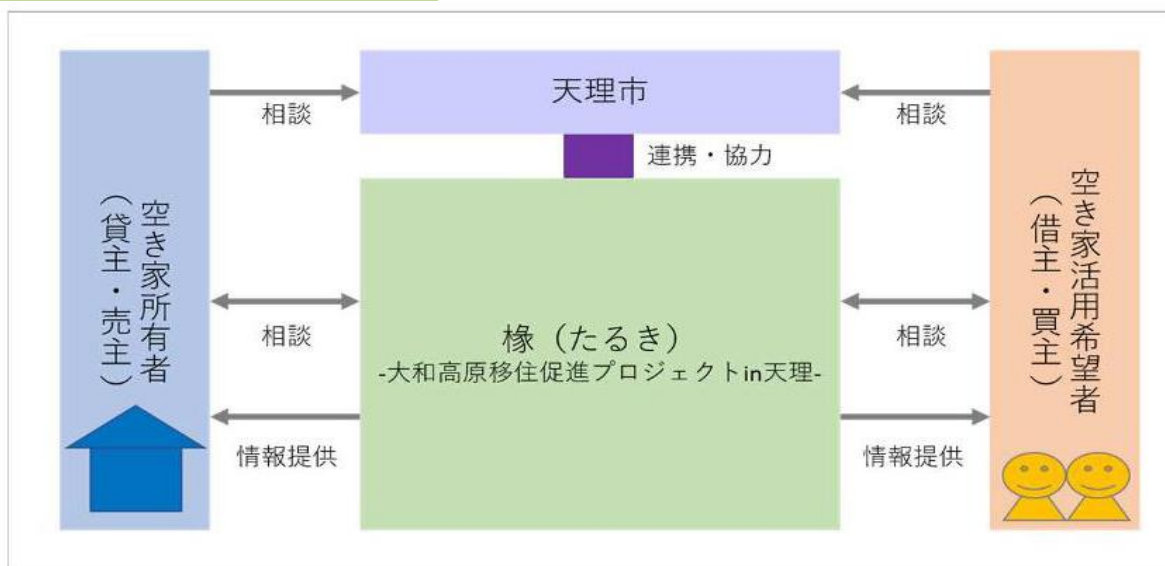 天理市
相談
相談
連携・協力
空き家所有者
（貸主・売主）
空き家活用希望者
（借主・買主）
相談
相談
椽（たるき）
-大和高原移住促進プロジェクトin天理-
情報提供
情報提供